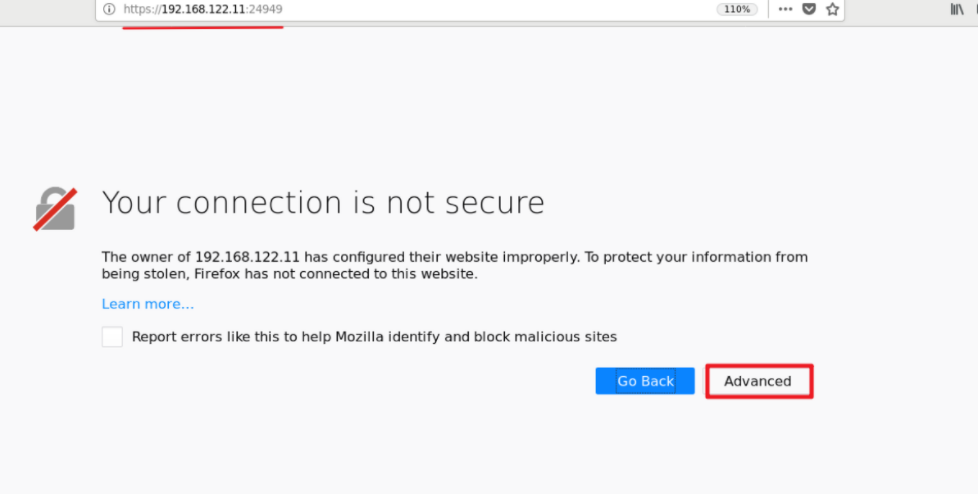 https://192.168.122.11:24949
110%
Your connection is not secure
The owner of 192.168.122.11 has configured their website improperly. To protect your information from
being stolen, Firefox has not connected to this website.
Learn more...
Report errors like this to help Mozilla identify and block malicious sites
Go Back
Advanced